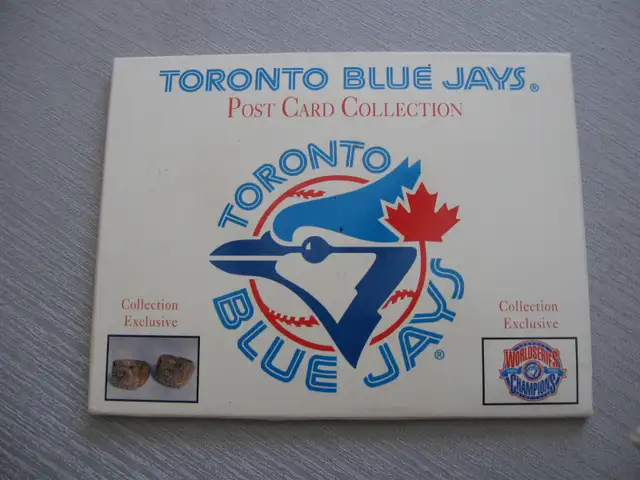 TORONTO BLUE JAYS®
POST CARD COLLECTION
TORONTO
BLUE JAYS®
Collection
Exclusive
Collection
Exclusive
WORLD SERIES
CHAMPIONS